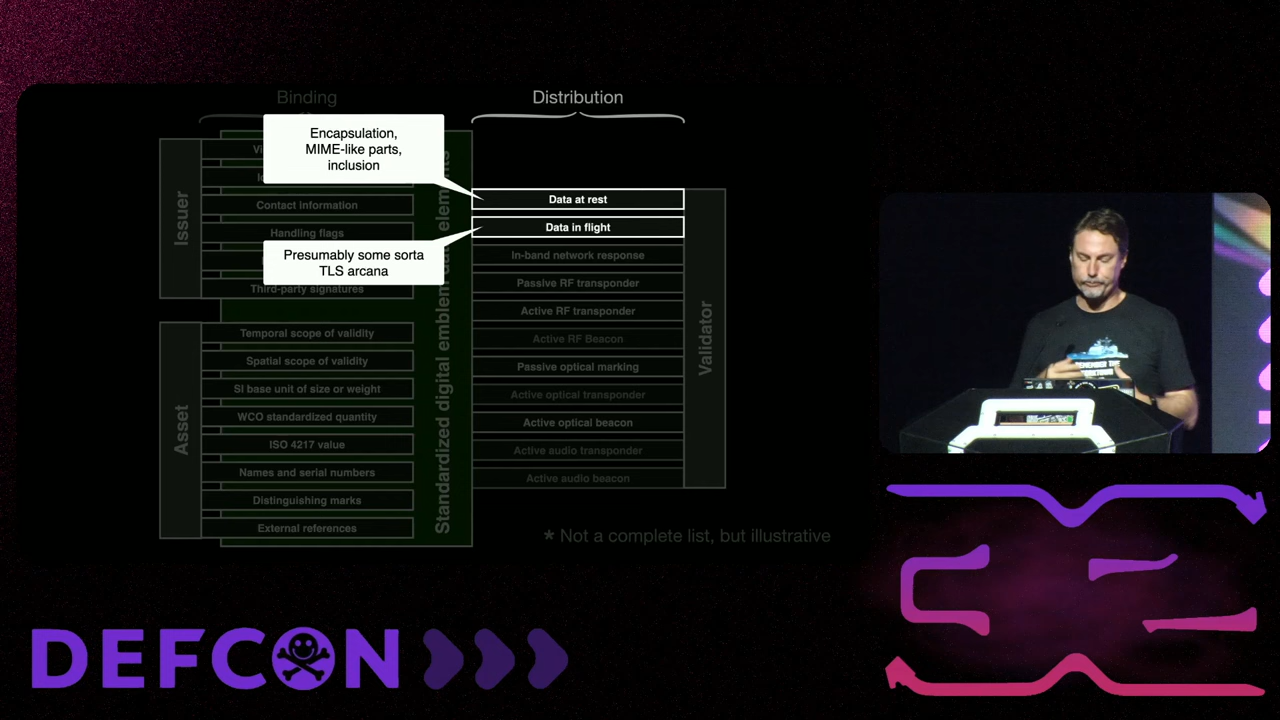 Binding
Distribution
Encapsulation,
MIME-like parts,
inclusion
Issuer
Contact information
Handling flags
Presumably some sorta
TLS arcana
Third-party signatures
Asset
Temporal scope of validity
Spatial scope of validity
SI base unit of size or weight
WCO standardized quantity
ISO 4217 value
Names and serial numbers
Distinguishing marks
External references
Standardized digital emblem data elements
Data at rest
Data in flight
In-band network response
Passive RF transponder
Active RF transponder
Active RF Beacon
Passive optical marking
Active optical transponder
Active optical beacon
Active audio transponder
Active audio beacon
Validator
* Not a complete list, but illustrative
REMEMBER THE
DEFCON